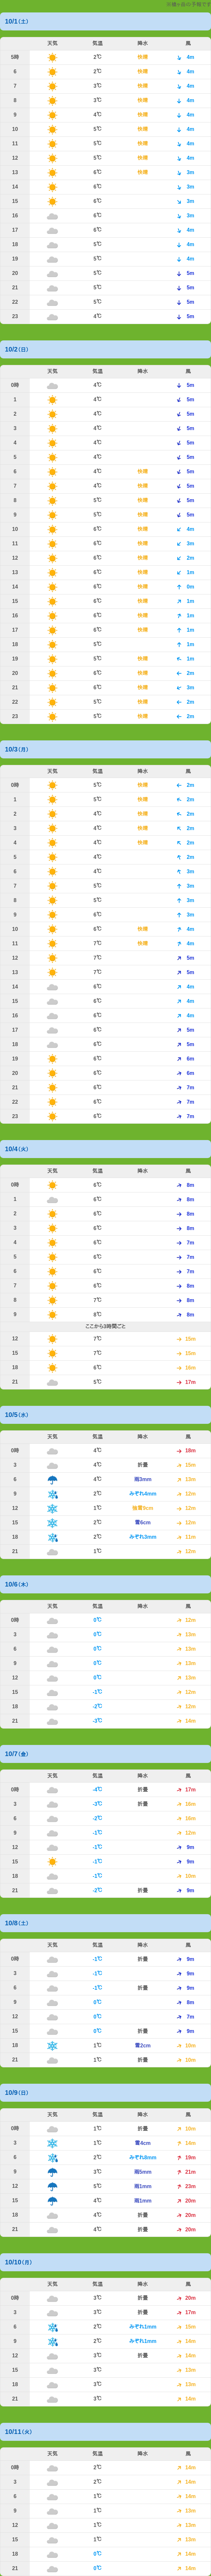 10/1(土)
天気 気温 降水 風
5時 2℃ 快晴 4m
6 2℃ 快晴 4m
7 3℃ 快晴 4m
8 3℃ 快晴 4m
9 4℃ 快晴 4m
10 5℃ 快晴 4m
11 5℃ 快晴 4m
12 5℃ 快晴 4m
13 6℃ 快晴 3m
14 6℃ 3m
15 6℃ 3m
16 6℃ 3m
17 6℃ 4m
18 5℃ 4m
19 5℃ 4m
20 5℃ 5m
21 5℃ 5m
22 5℃ 5m
23 4℃ 5m
10/2(日)
天気 気温 降水 風
0時 4℃ 5m
1 4℃ 5m
2 4℃ 5m
3 4℃ 5m
4 4℃ 5m
5 4℃ 5m
6 4℃ 快晴 5m
7 4℃ 快晴 5m
8 5℃ 快晴 5m
9 5℃ 快晴 5m
10 6℃ 快晴 4m
11 6℃ 快晴 3m
12 6℃ 快晴 2m
13 6℃ 快晴 1m
14 6℃ 快晴 0m
15 6℃ 快晴 1m
16 6℃ 快晴 1m
17 6℃ 快晴 1m
18 5℃ 1m
19 5℃ 快晴 1m
20 6℃ 快晴 2m
21 6℃ 快晴 3m
22 5℃ 快晴 2m
23 5℃ 快晴 2m
10/3(月)
天気 気温 降水 風
0時 5℃ 快晴 2m
1 5℃ 快晴 2m
2 4℃ 快晴 2m
3 4℃ 快晴 2m
4 4℃ 快晴 2m
5 4℃ 2m
6 4℃ 3m
7 5℃ 3m
8 5℃ 3m
9 6℃ 3m
10 6℃ 快晴 4m
11 7℃ 快晴 4m
12 7℃ 5m
13 7℃ 5m
14 6℃ 4m
15 6℃ 4m
16 6℃ 4m
17 6℃ 5m
18 6℃ 5m
19 6℃ 6m
20 6℃ 6m
21 6℃ 7m
22 6℃ 7m
23 6℃ 7m
10/4(火)
天気 気温 降水 風
0時 6℃ 8m
1 6℃ 8m
2 6℃ 8m
3 6℃ 8m
4 6℃ 7m
5 6℃ 7m
6 6℃ 7m
7 6℃ 8m
8 7℃ 8m
9 8℃ 8m
ここから3時間ごと
12 7℃ 15m
15 7℃ 15m
18 6℃ 16m
21 5℃ 17m
10/5(水)
天気 気温 降水 風
0時 4℃ 18m
3 4℃ 折曇 15m
6 4℃ 雨3mm 13m
9 2℃ みぞれ4mm 12m
12 1℃ 強雪9cm 12m
15 2℃ 雪6cm 12m
18 2℃ みぞれ3mm 11m
21 1℃ 12m
10/6(木)
天気 気温 降水 風
0時 0℃ 12m
3 0℃ 13m
6 0℃ 13m
9 0℃ 13m
12 0℃ 13m
15 -1℃ 12m
18 -2℃ 12m
21 -3℃ 14m
10/7(金)
天気 気温 降水 風
0時 -4℃ 折曇 17m
3 -3℃ 折曇 16m
6 -2℃ 16m
9 -1℃ 12m
12 -1℃ 9m
15 -1℃ 9m
18 -1℃ 10m
21 -2℃ 折曇 9m
10/8(土)
天気 気温 降水 風
0時 -1℃ 折曇 9m
3 -1℃ 9m
6 -1℃ 折曇 9m
9 0℃ 8m
12 0℃ 7m
15 0℃ 折曇 9m
18 1℃ 雪2cm 10m
21 1℃ 折曇 10m
10/9(日)
天気 気温 降水 風
0時 1℃ 折曇 10m
3 1℃ 雪4cm 14m
6 2℃ みぞれ8mm 19m
9 3℃ 雨5mm 21m
12 5℃ 雨1mm 23m
15 4℃ 雨1mm 20m
18 4℃ 折曇 20m
21 4℃ 折曇 20m
10/10(月)
天気 気温 降水 風
0時 3℃ 折曇 20m
3 3℃ 折曇 17m
6 2℃ みぞれ1mm 15m
9 2℃ みぞれ1mm 14m
12 3℃ 折曇 14m
15 3℃ 13m
18 3℃ 13m
21 3℃ 14m
10/11(火)
天気 気温 降水 風
0時 2℃ 14m
3 2℃ 14m
6 1℃ 14m
9 1℃ 13m
12 1℃ 13m
15 1℃ 13m
18 0℃ 14m
21 0℃ 14m